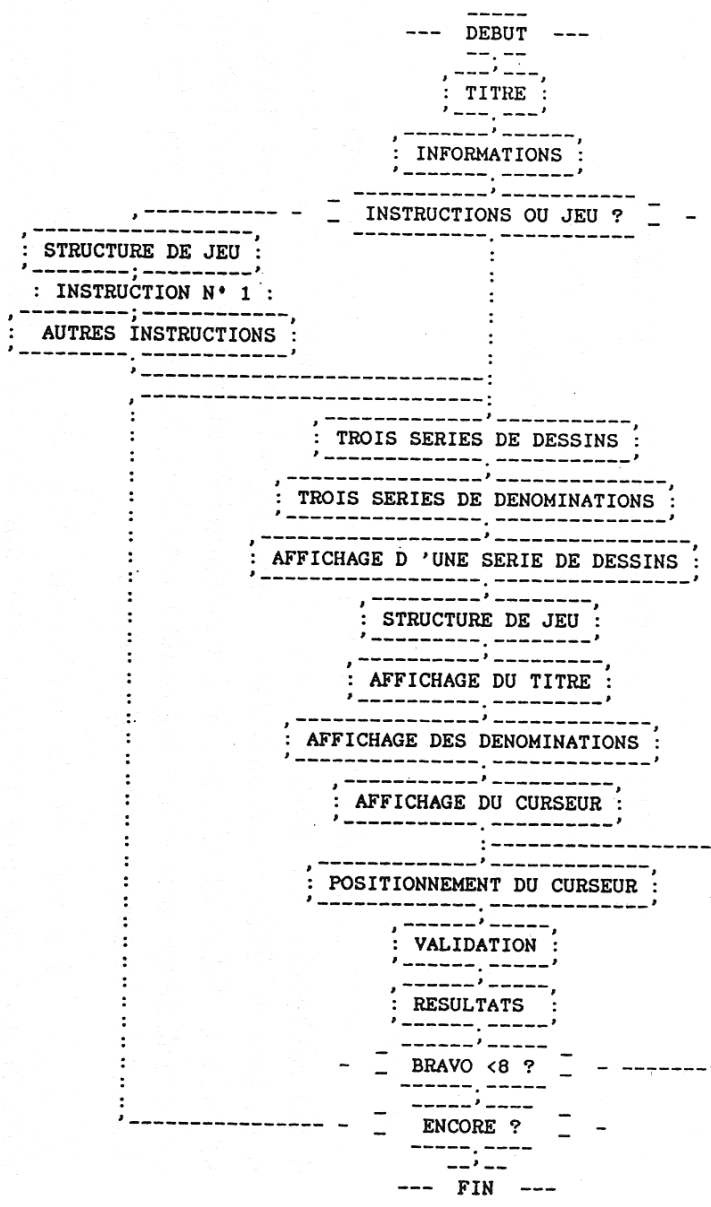 DEBUT
TITRE
INFORMATIONS
INSTRUCTIONS OU JEU ?
STRUCTURE DE JEU
INSTRUCTION N° 1
AUTRES INSTRUCTIONS
TROIS SERIES DE DESSINS
TROIS SERIES DE DENOMINATIONS
AFFICHAGE D 'UNE SERIE DE DESSINS
STRUCTURE DE JEU
AFFICHAGE DU TITRE
AFFICHAGE DES DENOMINATIONS
AFFICHAGE DU CURSEUR
POSITIONNEMENT DU CURSEUR
VALIDATION
RESULTATS
BRAVO <8 ?
ENCORE ?
FIN